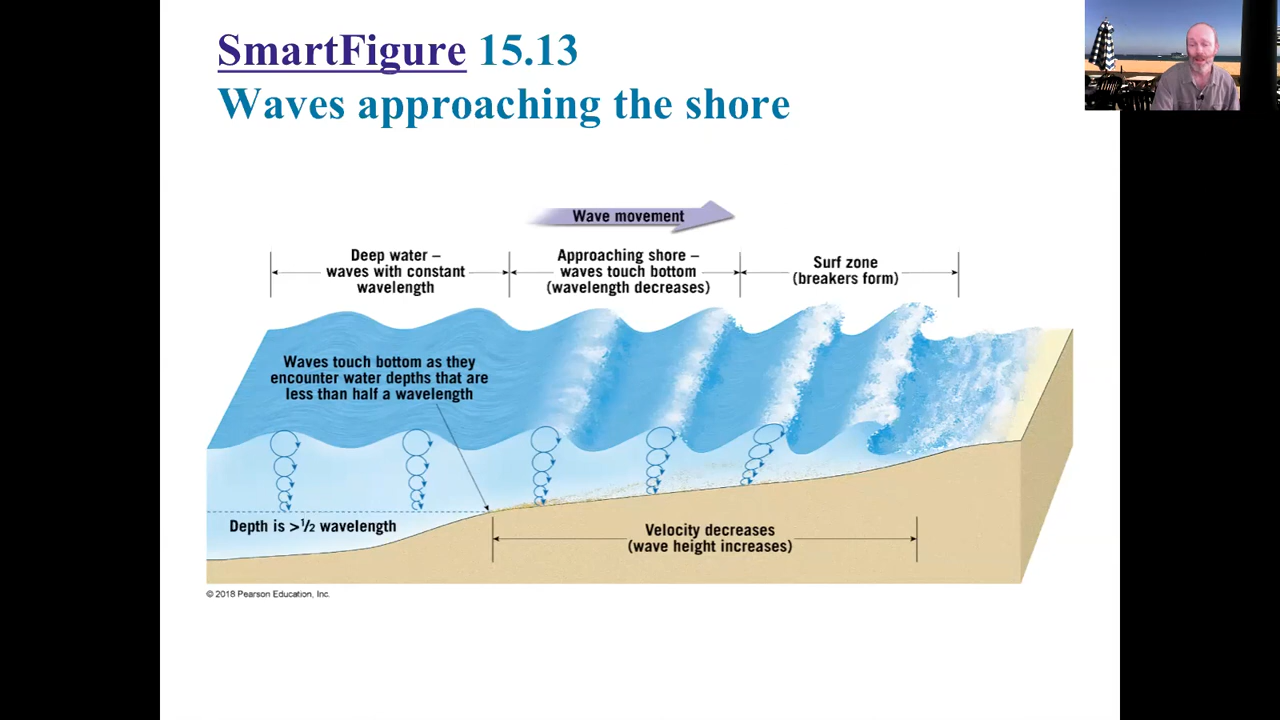 SmartFigure 15.13
Waves approaching the shore
Wave movement
Deep water –
waves with constant
wavelength
Approaching shore –
waves touch bottom
(wavelength decreases)
Surf zone
(breakers form)
Waves touch bottom as they
encounter water depths that are
less than half a wavelength
Depth is >½ wavelength
Velocity decreases
(wave height increases)
© 2018 Pearson Education, Inc.